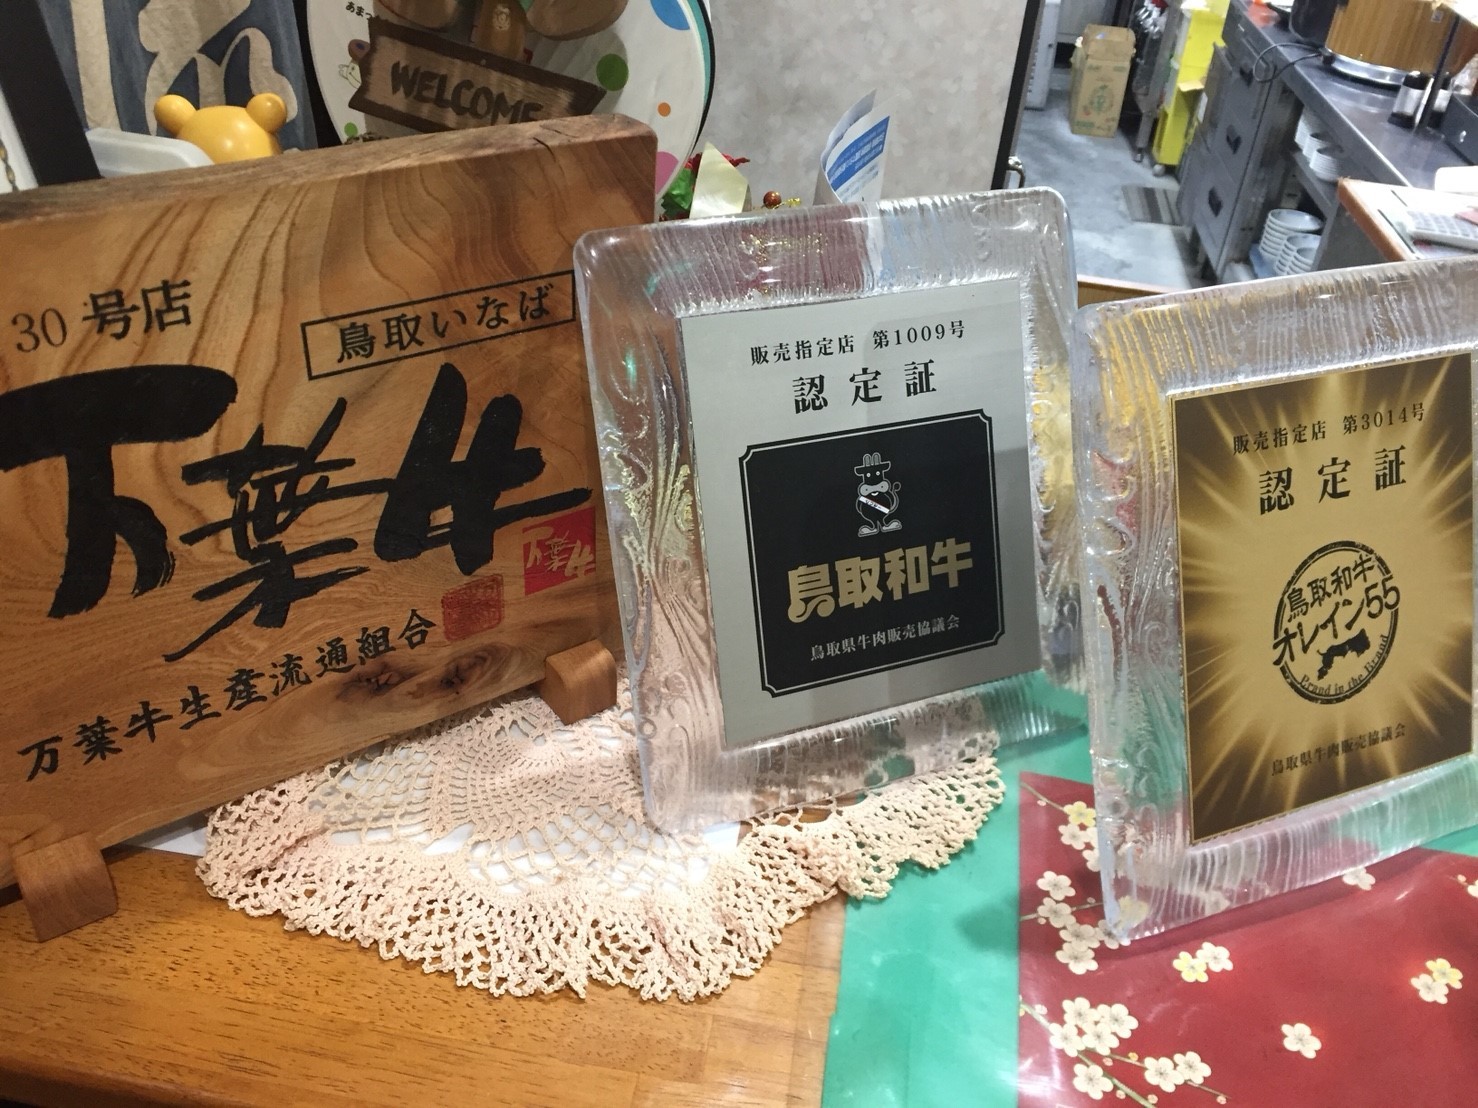 WELCOME
30 号店
鳥取いなば
万葉牛
万葉牛
万葉牛生産流通組合
販売指定店 第1009号
認定証
鳥取和牛
鳥取県牛肉販売協議会
販売指定店 第3014号
認定証
鳥取和牛
オレイン55
Brand in the Brand
鳥取県牛肉販売協議会